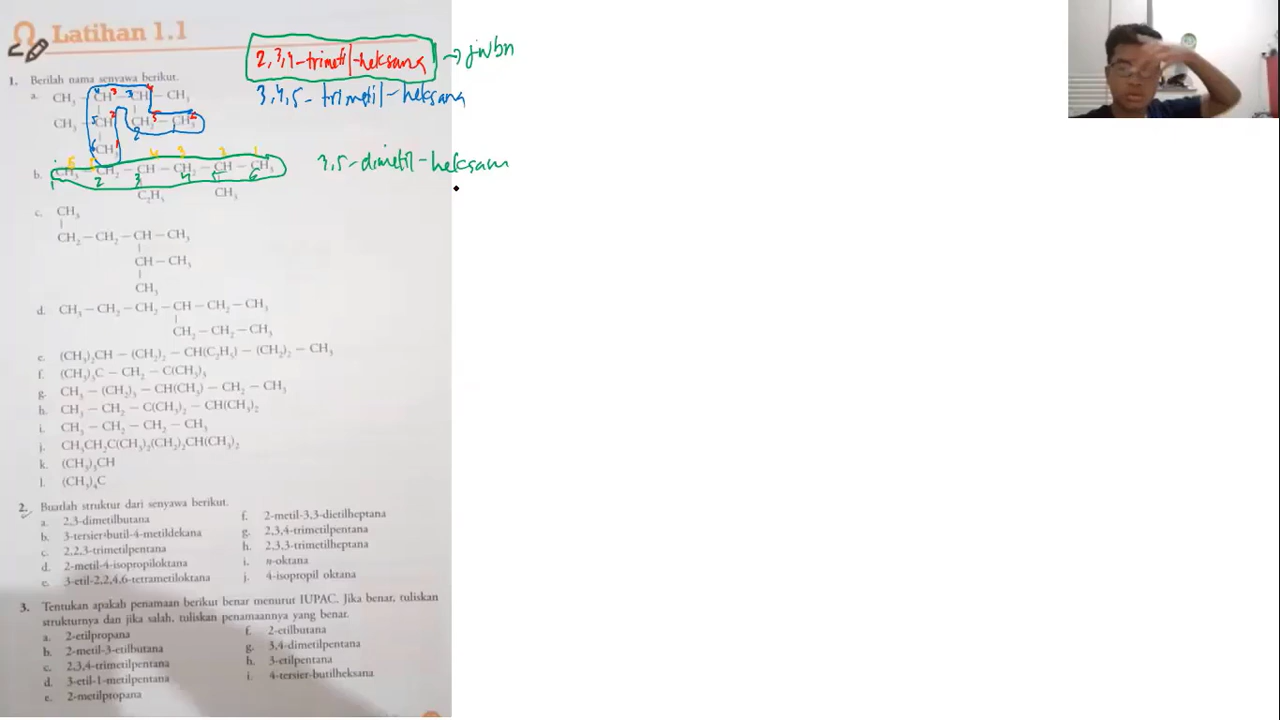 Latihan 1.1
2,3,4-trimetil-heksana → jwbn
1. Berilah nama senyawa berikut.
3,4,5-trimetil-heksana
a. CH₃ – CH – CH – CH₃
CH₃ – CH CH₂ – CH₃
CH₃
3,5-dimetil-heksan
b. CH₃ – CH₂ – CH – CH₂ – CH – CH₃
C₂H₅ CH₃
c. CH₃
CH₂ – CH₂ – CH – CH₃
CH – CH₃
CH₃
d. CH₃ – CH₂ – CH₂ – CH – CH₂ – CH₃
CH₂ – CH₂ – CH₃
e. (CH₃)₂CH – (CH₂)₂ – CH(C₂H₅) – (CH₂)₂ – CH₃
f. (CH₃)₃C – CH₂ – C(CH₃)₃
g. CH₃ – (CH₂)₃ – CH(CH₃) – CH₂ – CH₃
h. CH₃ – CH₂ – C(CH₃)₂ – CH(CH₃)₂
i. CH₃ – CH₂ – CH₂ – CH₃
j. CH₃CH₂C(CH₃)₂(CH₂)₂CH(CH₃)₂
k. (CH₃)₃CH
l. (CH₃)₄C
2. Buatlah struktur dari senyawa berikut.
a. 2,3-dimetilbutana
b. 3-tersier-butil-4-metildekana
c. 2,2,3-trimetilpentana
d. 2-metil-4-isopropiloktana
e. 3-etil-2,2,4,6-tetrametiloktana
f. 2-metil-3,3-dietilheptana
g. 2,3,4-trimetilpentana
h. 2,3,3-trimetilheptana
i. n-oktana
j. 4-isopropil oktana
3. Tentukan apakah penamaan berikut benar menurut IUPAC. Jika benar, tuliskan
strukturnya dan jika salah, tuliskan penamaannya yang benar.
a. 2-etilpropana
b. 2-metil-3-etilbutana
c. 2,3,4-trimetilpentana
d. 3-etil-1-metilpentana
e. 2-metilpropana
f. 2-etilbutana
g. 3,4-dimetilpentana
h. 3-etilpentana
i. 4-tersier-butilheksana